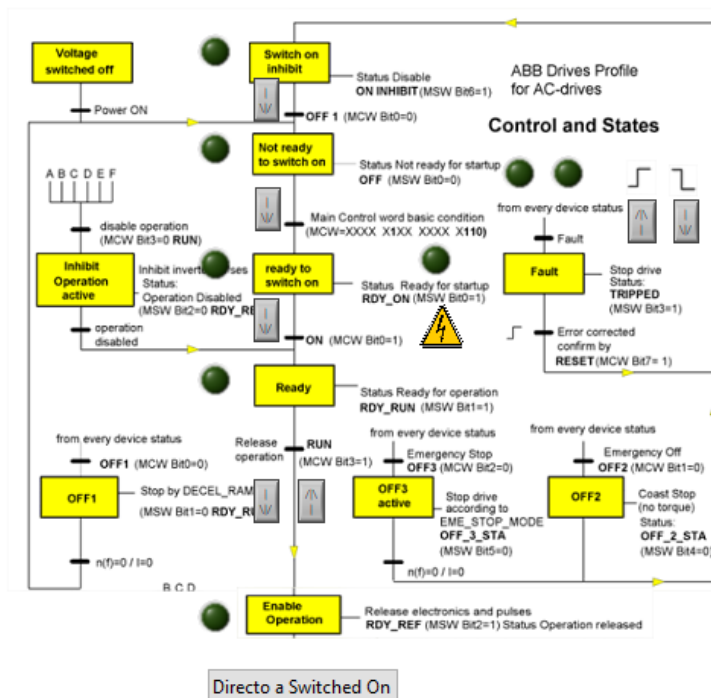 Voltage
switched off
Switch on
inhibit
Status Disable
ON INHIBIT (MSW Bit6=1)
ABB Drives Profile
for AC-drives
Power ON
OFF 1 (MCW Bit0=0)
Control and States
Not ready
to switch on
Status Not ready for startup
OFF (MSW Bit0=0)
A B C D E F
disable operation
(MCW Bit3=0 RUN)
Main Control word basic condition
(MCW=XXXX X1XX XXXX X110)
from every device status
Fault
Inhibit
Operation
active
Inhibit
Status:
Operation Disabled
(MSW Bit2=0
ready to
switch on
Status Ready for startup
RDY_ON (MSW Bit0=1)
Fault
Stop drive
Status:
TRIPPED
(MSW Bit3=1)
operation
disabled
ON (MCW Bit0=1)
Error corrected
confirm by
RESET (MCW Bit7= 1)
Ready
Status Ready for operation
RDY_RUN (MSW Bit1=1)
from every device status
OFF1 (MCW Bit0=0)
Release
operation
RUN
(MCW Bit3=1)
from every device status
Emergency Stop
OFF3 (MCW Bit2=0)
from every device status
Emergency Off
OFF2 (MCW Bit1=0)
OFF1
Stop by
(MSW Bit1=0
OFF3
active
Stop drive
according to
EME_STOP_MODE
OFF_3_STA
(MSW Bit5=0)
OFF2
Coast Stop
(no torque)
Status:
OFF_2_STA
(MSW Bit4=0)
n(f)=0 / I=0
n(f)=0 / I=0
B C D
Enable
Operation
Release electronics and pulses
RDY_REF (MSW Bit2=1) Status Operation released
Directo a Switched On